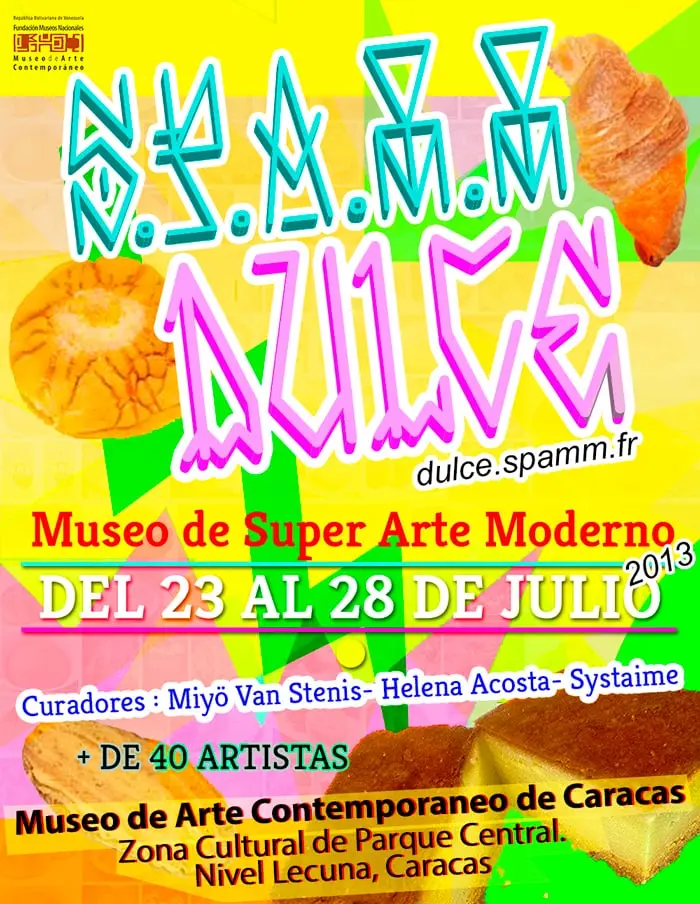 República Bolivariana de Venezuela
Fundación Museos Nacionales
Museo de Arte
Contemporáneo
S.P.A.M.M
DULCE
dulce.spamm.fr
Museo de Super Arte Moderno
2013
DEL 23 AL 28 DE JULIO
Curadores : Miyö Van Stenis- Helena Acosta- Systaime
+ DE 40 ARTISTAS
Museo de Arte Contemporaneo de Caracas
Zona Cultural de Parque Central.
Nivel Lecuna, Caracas